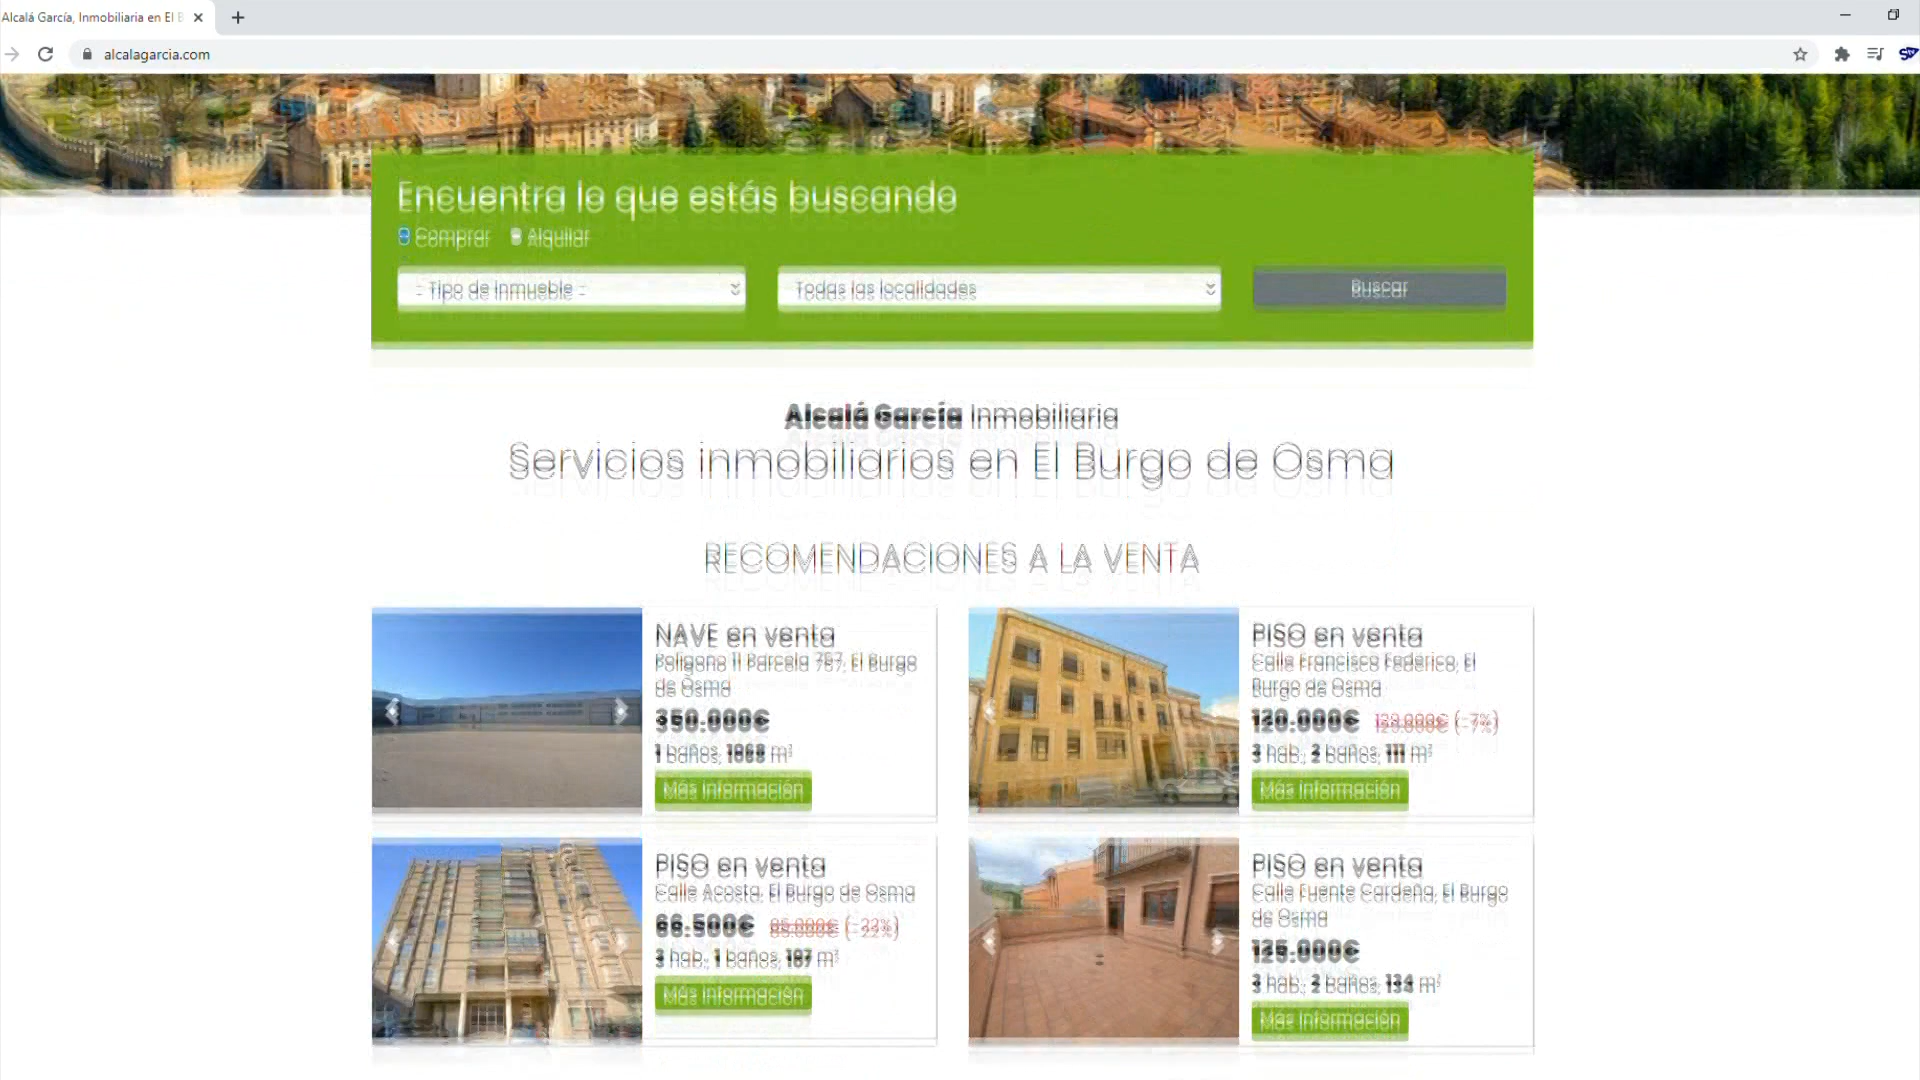 Alcalá García, Inmobiliaria en El B
alcalagarcia.com
Encuentra lo que estás buscando
Comprar Alquilar
- Tipo de inmueble -
Todas las localidades
Buscar
Alcalá García Inmobiliaria
Servicios inmobiliarios en El Burgo de Osma
RECOMENDACIONES A LA VENTA
NAVE en venta
Polígono 11 Parcela 767, El Burgo
de Osma
350.000€
1 baños, 1068 m²
Más información
PISO en venta
Calle Francisco Federico, El
Burgo de Osma
120.000€ 129.000€ (-7%)
3 hab., 2 baños, 111 m²
Más información
PISO en venta
Calle Acosta, El Burgo de Osma
66.500€ 85.000€ (-22%)
3 hab., 1 baños, 187 m²
Más información
PISO en venta
Calle Fuente Cardeña, El Burgo
de Osma
125.000€
3 hab., 2 baños, 134 m²
Más información